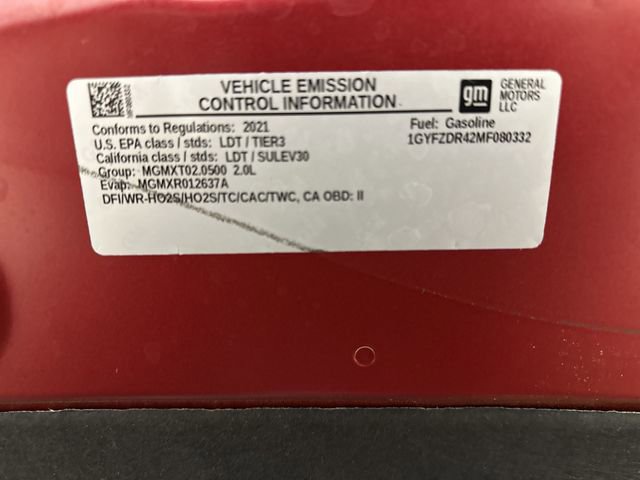 VEHICLE EMISSION
CONTROL INFORMATION
gm
GENERAL
MOTORS
LLC
Conforms to Regulations: 2021
Fuel: Gasoline
U.S. EPA class / stds: LDT / TIER3
1GYFZDR42MF080332
California class / stds: LDT / SULEV30
Group: MGMXT02.0500 2.0L
Evap: MGMXR012637A
DFI/WR-HO2S/HO2S/TC/CAC/TWC, CA OBD: II